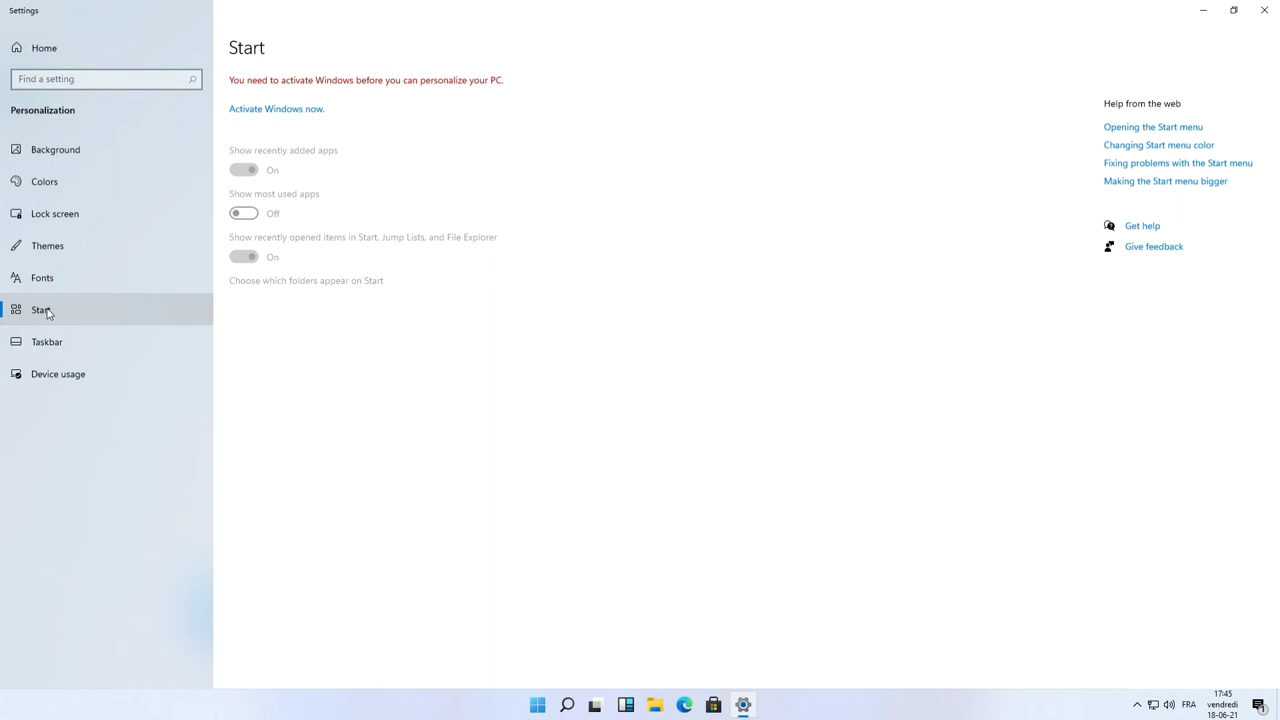 Settings
Home
Find a setting
Personalization
Background
Colors
Lock screen
Themes
Fonts
Start
Taskbar
Device usage
Start
You need to activate Windows before you can personalize your PC.
Activate Windows now.
Show recently added apps
On
Show most used apps
Off
Show recently opened items in Start, Jump Lists, and File Explorer
On
Choose which folders appear on Start
Help from the web
Opening the Start menu
Changing Start menu color
Fixing problems with the Start menu
Making the Start menu bigger
Get help
Give feedback
FRA
17:45
vendredi
18-06-21
1